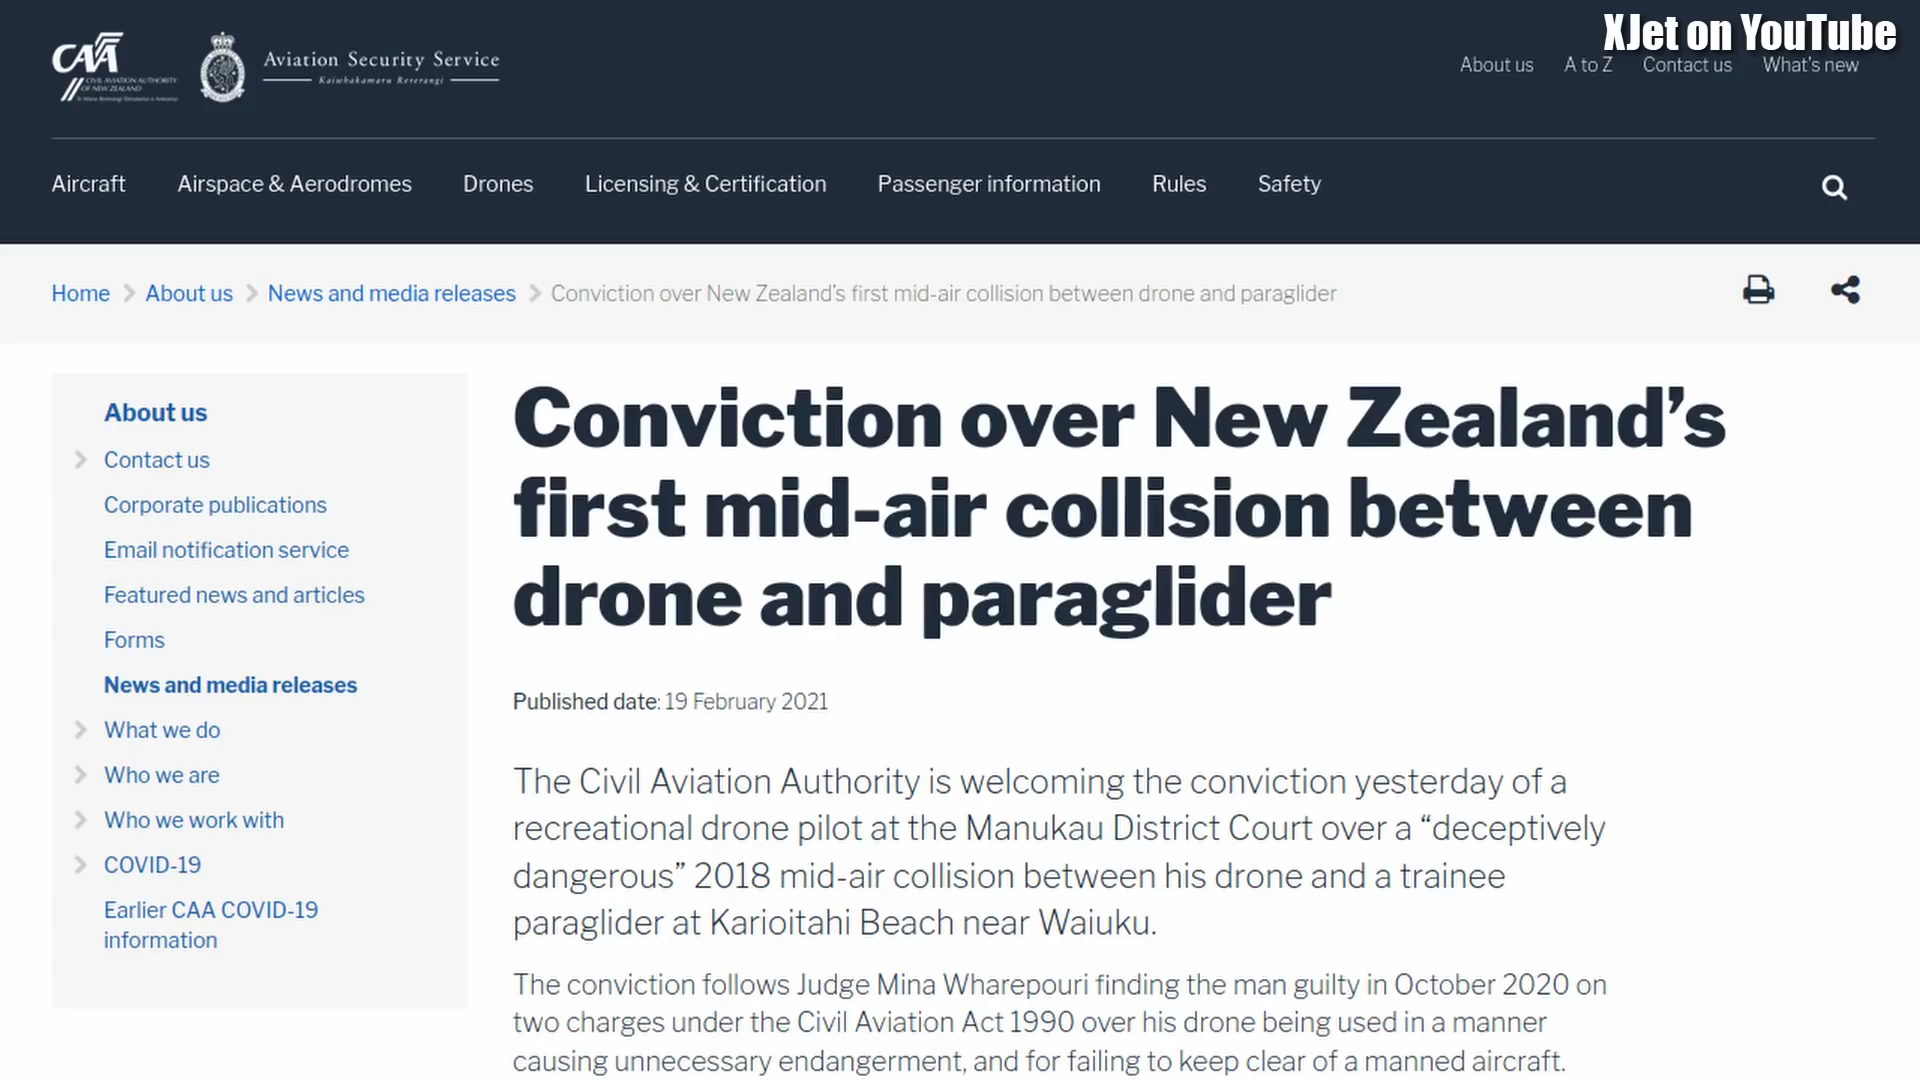 XJet on YouTube
CAA
CIVIL AVIATION AUTHORITY
OF NEW ZEALAND
Aviation Security Service
Kaiwhakamaru Rererangi
About us
A to Z
Contact us
What's new
Aircraft
Airspace & Aerodromes
Drones
Licensing & Certification
Passenger information
Rules
Safety
Home
About us
News and media releases
Conviction over New Zealand’s first mid-air collision between drone and paraglider
About us
Contact us
Corporate publications
Email notification service
Featured news and articles
Forms
News and media releases
What we do
Who we are
Who we work with
COVID-19
Earlier CAA COVID-19
information
Conviction over New Zealand’s
first mid-air collision between
drone and paraglider
Published date: 19 February 2021
The Civil Aviation Authority is welcoming the conviction yesterday of a
recreational drone pilot at the Manukau District Court over a “deceptively
dangerous” 2018 mid-air collision between his drone and a trainee
paraglider at Karioitahi Beach near Waiuku.
The conviction follows Judge Mina Wharepouri finding the man guilty in October 2020 on
two charges under the Civil Aviation Act 1990 over his drone being used in a manner
causing unnecessary endangerment, and for failing to keep clear of a manned aircraft.